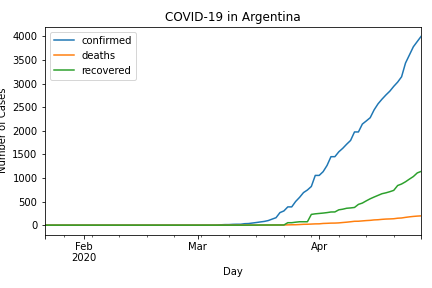 COVID-19 in Argentina
confirmed
deaths
recovered
4000
3500
3000
2500
2000
1500
1000
500
0
Number of Cases
Feb
2020
Mar
Apr
Day